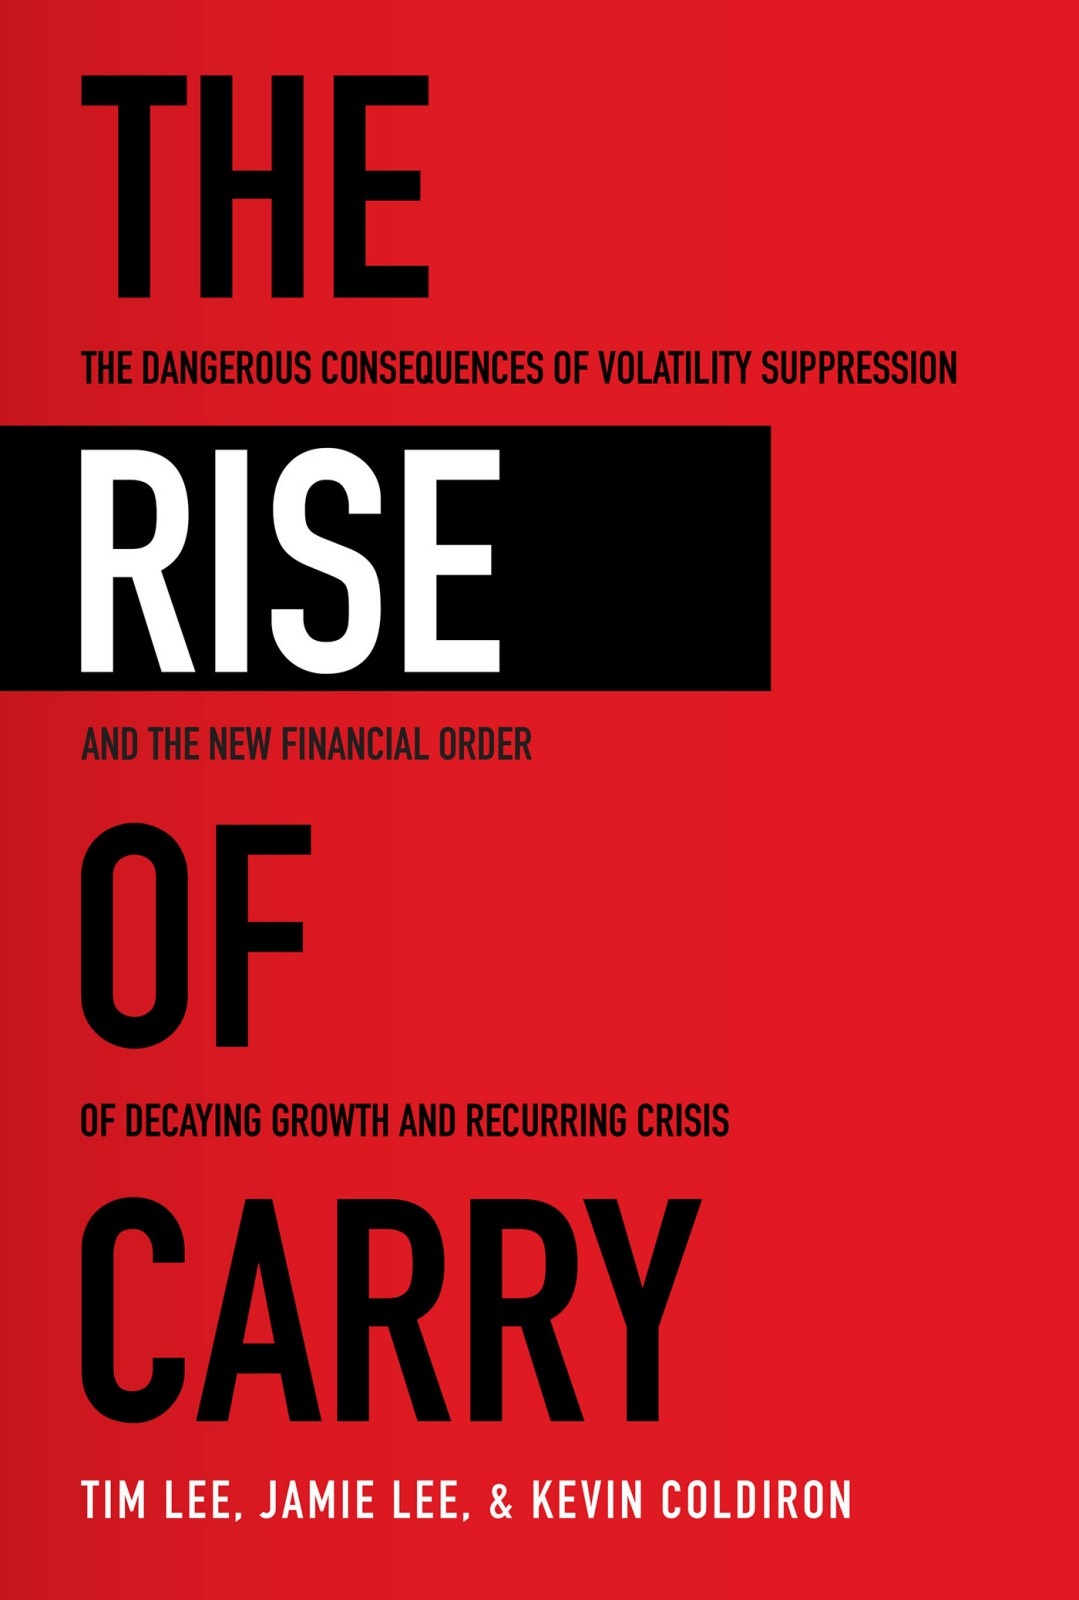 THE
THE DANGEROUS CONSEQUENCES OF VOLATILITY SUPPRESSION
RISE
AND THE NEW FINANCIAL ORDER
OF
OF DECAYING GROWTH AND RECURRING CRISIS
CARRY
TIM LEE, JAMIE LEE, & KEVIN COLDIRON